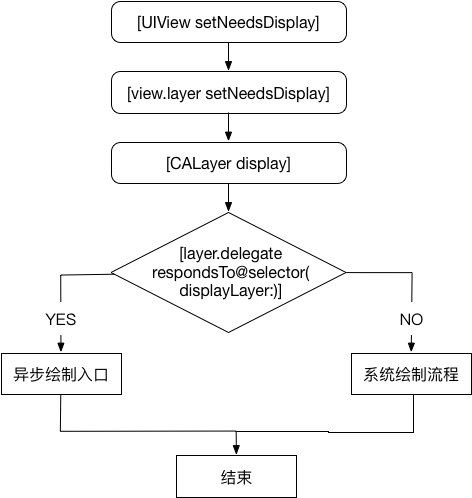 [UIView setNeedsDisplay]
[view.layer setNeedsDisplay]
[CALayer display]
[layer.delegate
respondsTo@selector(
displayLayer:)]
YES
NO
异步绘制入口
系统绘制流程
结束